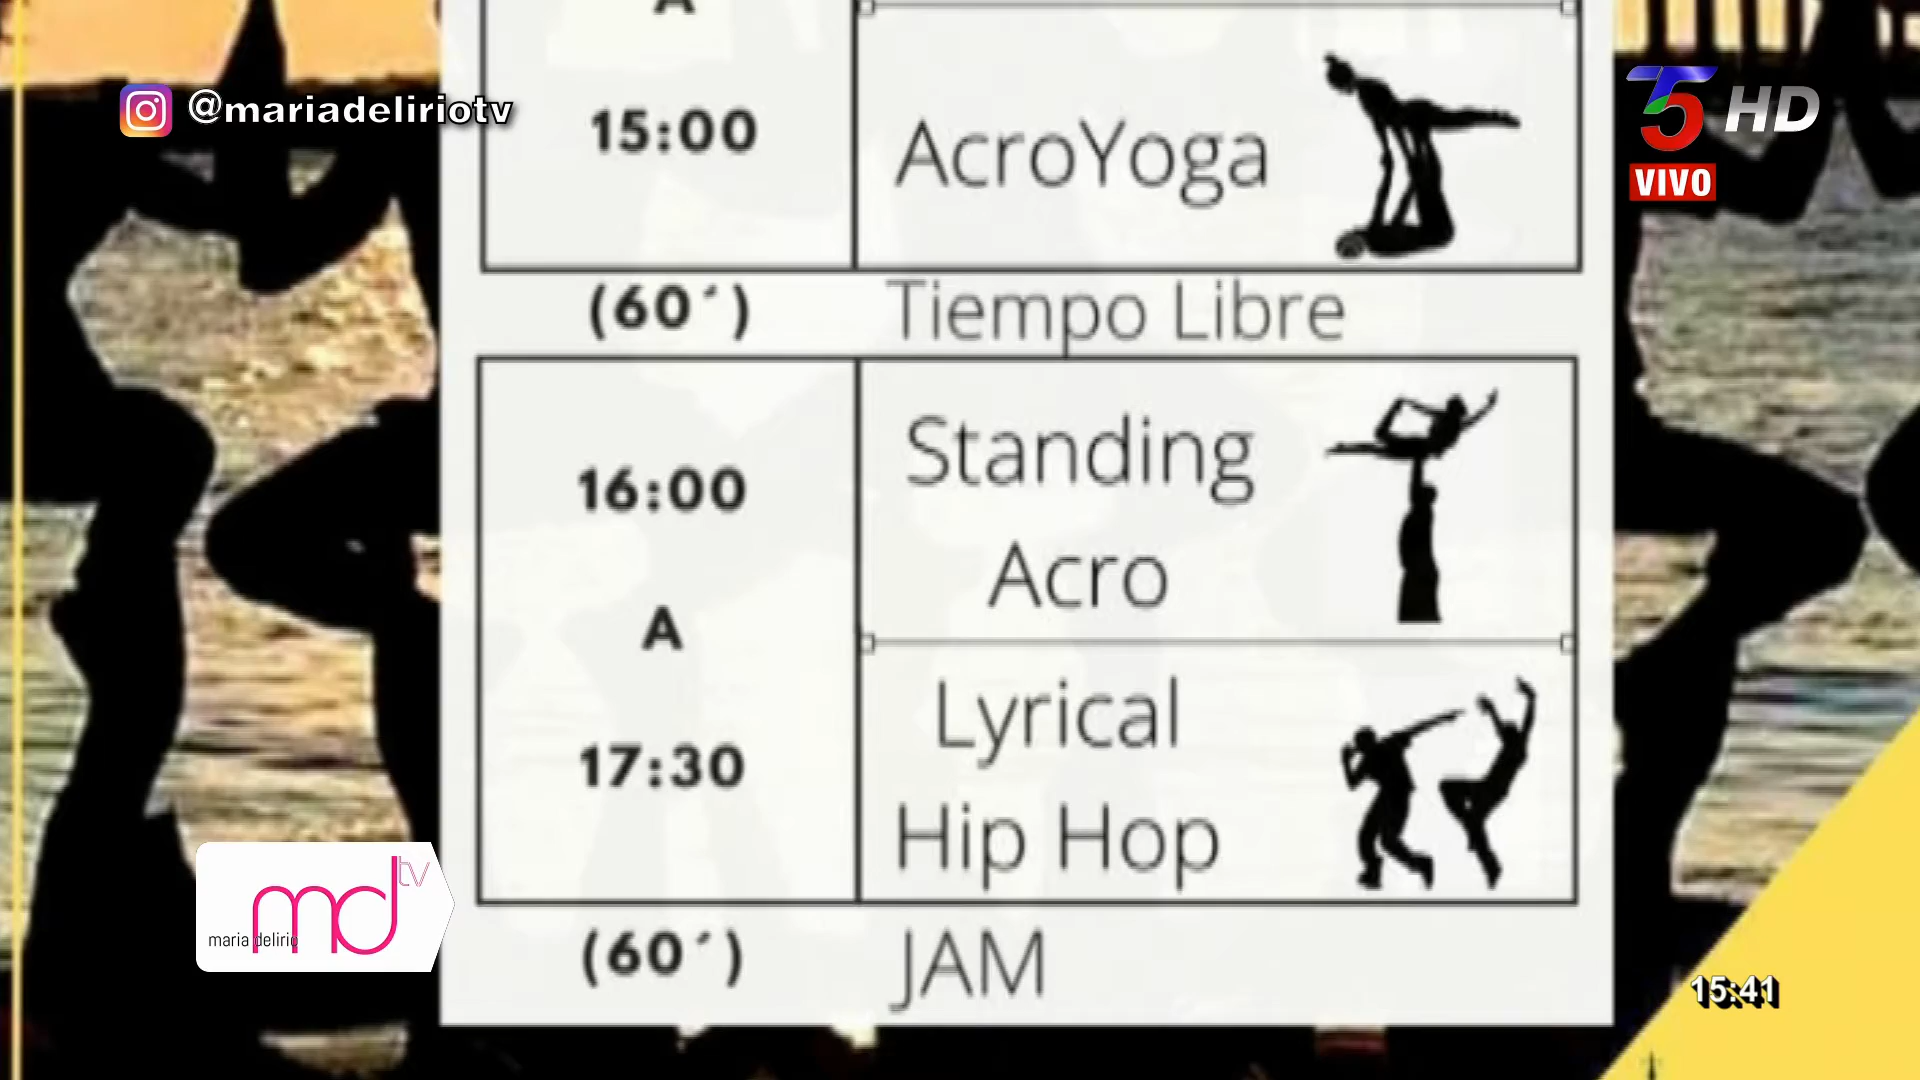 A
@mariadeliriotv
15:00
AcroYoga
5 HD
VIVO
(60´) Tiempo Libre
16:00
A
17:30
Standing
Acro
Lyrical
Hip Hop
(60´) JAM
md tv
maria delirio
15:41